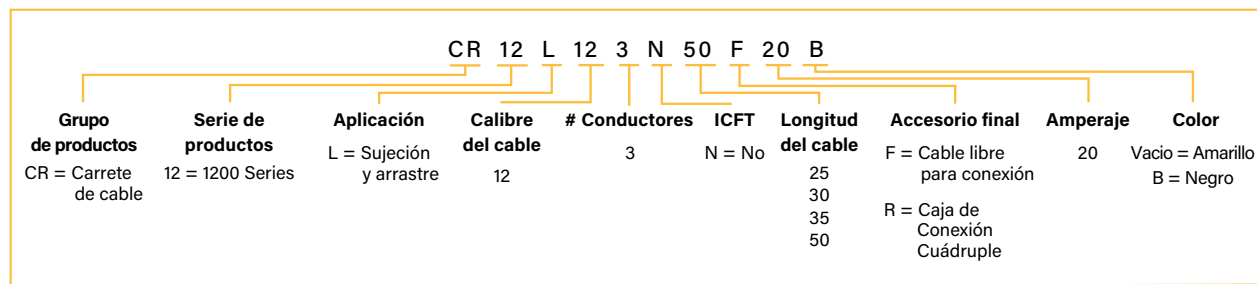 CR 12 L 12 3 N 50 F 20 B
Grupo
de productos
CR = Carrete
de cable
Serie de
productos
12 = 1200 Series
Aplicación
L = Sujeción
y arrastre
Calibre
del cable
12
# Conductores
3
ICFT
N = No
Longitud
del cable
25
30
35
50
Accesorio final
F = Cable libre
para conexión
R = Caja de
Conexión
Cuádruple
Amperaje
20
Color
Vacio = Amarillo
B = Negro